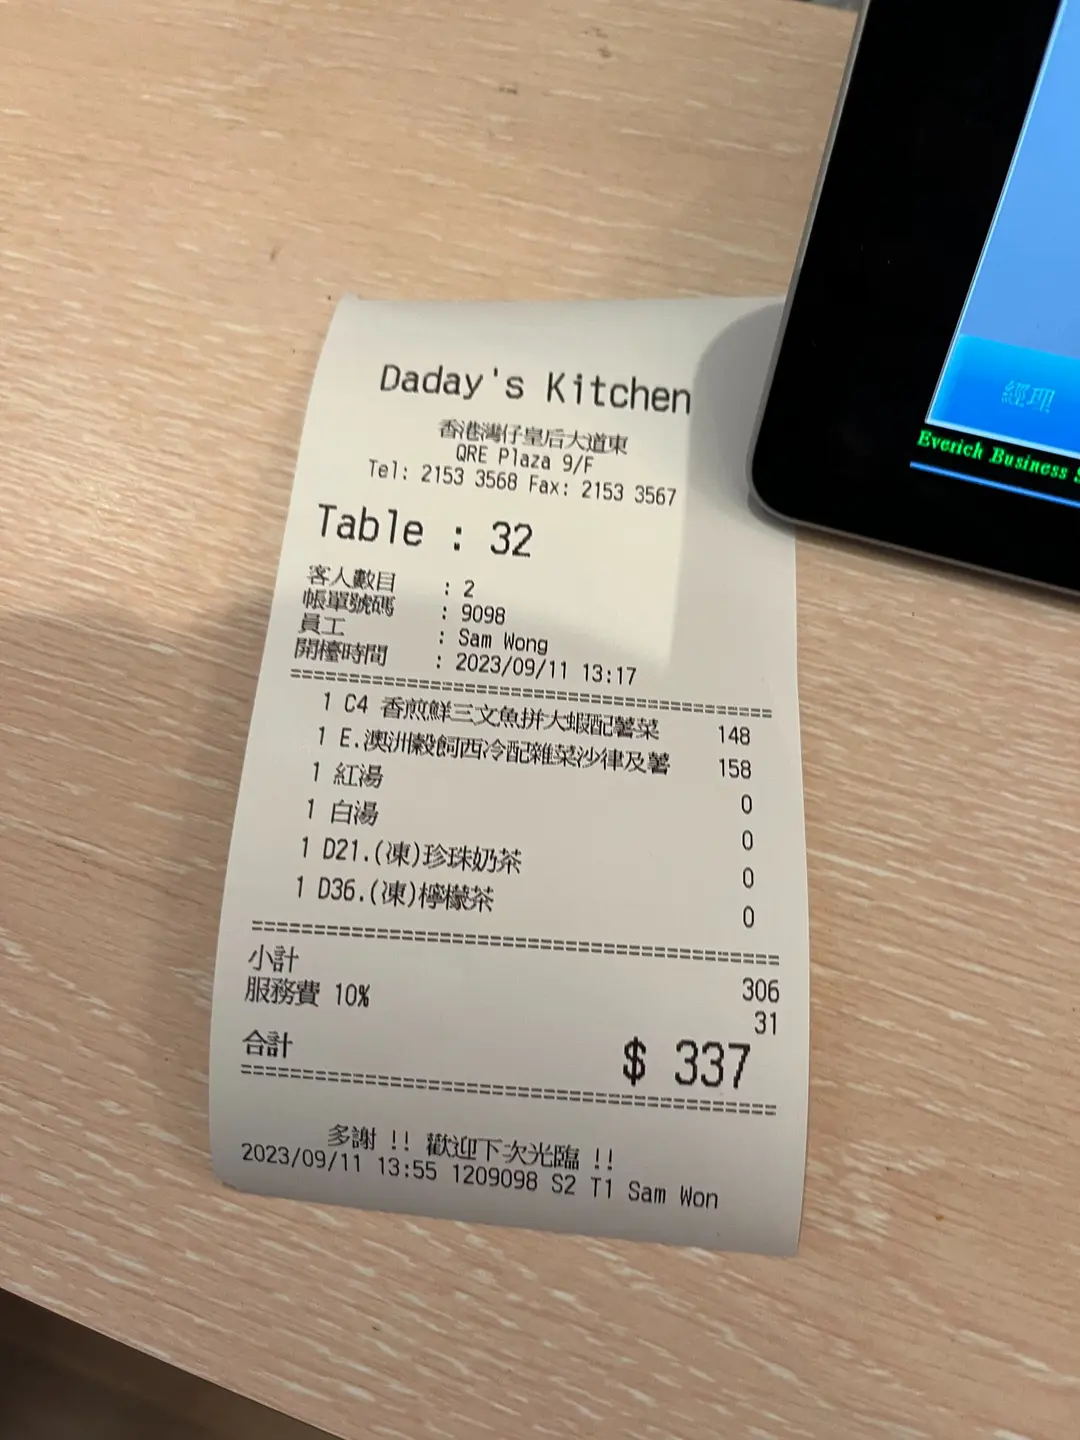 Daday's Kitchen
香港灣仔皇后大道東
QRE Plaza 9/F
Tel: 2153 3568 Fax: 2153 3567
Table : 32
客人數目 : 2
帳單號碼 : 9098
員工 : Sam Wong
開檯時間 : 2023/09/11 13:17
1 C4 香煎鮮三文魚拼大蝦配薯菜 148
1 E.澳洲穀飼西冷配雜菜沙律及薯 158
1 紅湯 0
1 白湯 0
1 D21.(凍)珍珠奶茶 0
1 D36.(凍)檸檬茶 0
小計 306
服務費 10% 31
合計 $ 337
多謝 !! 歡迎下次光臨 !!
2023/09/11 13:55 1209098 S2 T1 Sam Won
經理
Everich Business S